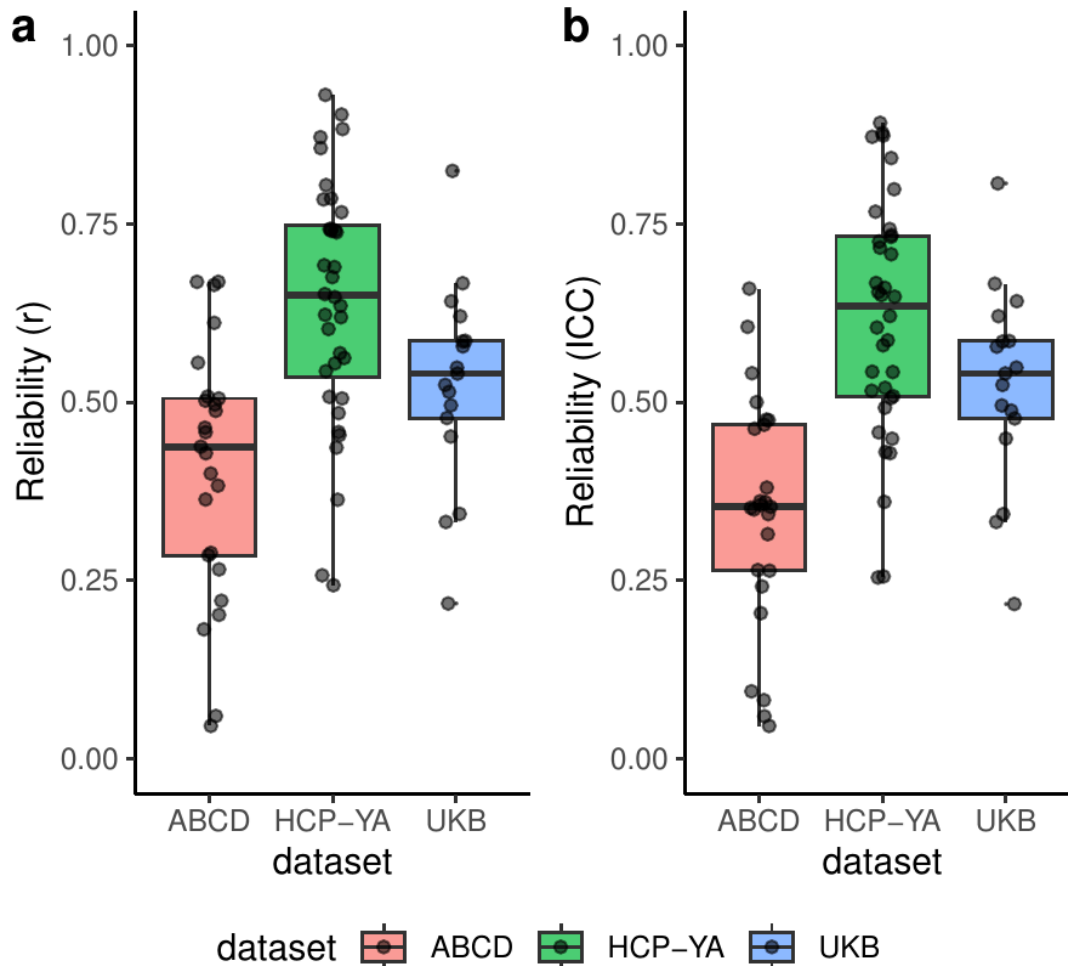 a
1.00
0.75
0.50
0.25
0.00
Reliability (r)
ABCD HCP−YA UKB
dataset
b
1.00
0.75
0.50
0.25
0.00
Reliability (ICC)
ABCD HCP−YA UKB
dataset
dataset ABCD HCP−YA UKB